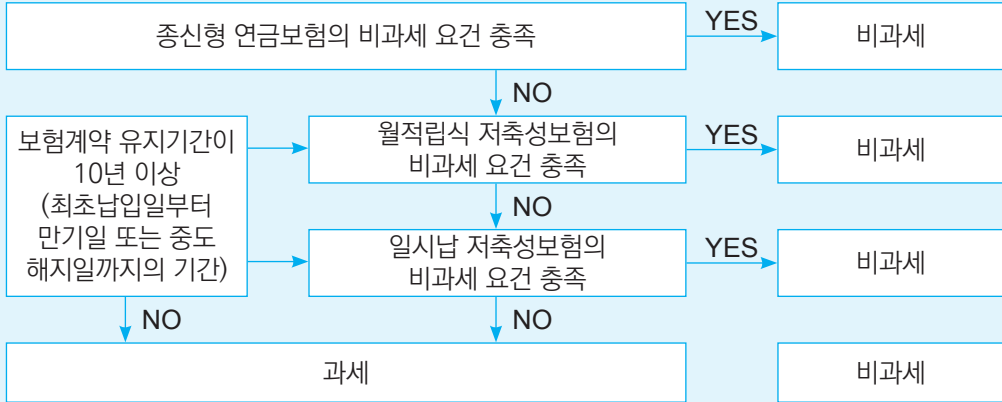 종신형 연금보험의 비과세 요건 충족
YES
비과세
NO
보험계약 유지기간이
10년 이상
(최초납입일부터
만기일 또는 중도
해지일까지의 기간)
월적립식 저축성보험의
비과세 요건 충족
YES
비과세
NO
일시납 저축성보험의
비과세 요건 충족
YES
비과세
NO
NO
과세
비과세